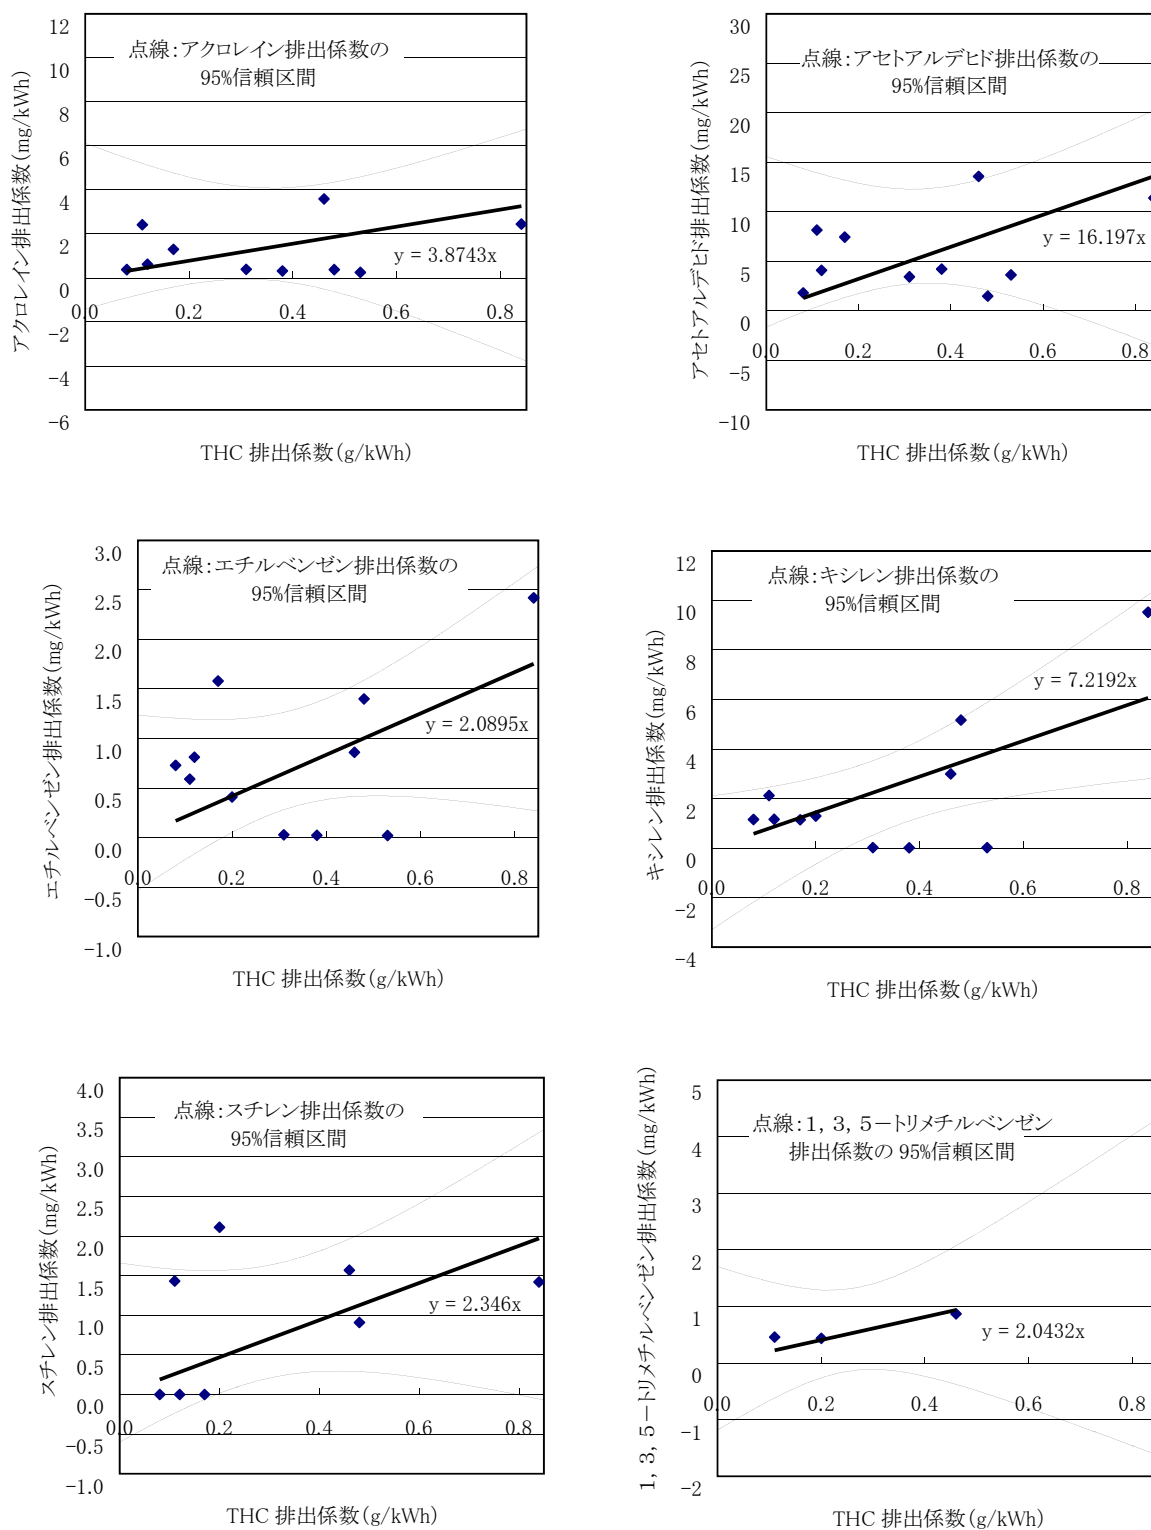 12
10
8
6
4
2
0
−2
−4
−6
点線：アクロレイン排出係数の
95%信頼区間
y = 3.8743x
0.0 0.2 0.4 0.6
アクロレイン排出係数(mg/kWh)
THC 排出係数(g/kWh)
30
25
20
15
10
5
0
−5
−10
点線：アセトアルデヒド排出係数の
95%信頼区間
y = 16.197x
0.0 0.2 0.4 0.6 0.8
アセトアルデヒド排出係数(mg/kWh)
THC 排出係数(g/kWh)
3.0
2.5
2.0
1.5
1.0
0.5
0.0
−0.5
−1.0
点線：エチルベンゼン排出係数の
95%信頼区間
y = 2.0895x
0.0 0.2 0.4 0.6 0.8
エチルベンゼン排出係数(mg/kWh)
THC 排出係数(g/kWh)
12
10
8
6
4
2
0
−2
−4
点線：キシレン排出係数の
95%信頼区間
y = 7.2192x
0.0 0.2 0.4 0.6 0.8
キシレン排出係数(mg/kWh)
THC 排出係数(g/kWh)
4.0
3.5
3.0
2.5
2.0
1.5
1.0
0.5
0.0
−0.5
−1.0
点線：スチレン排出係数の
95%信頼区間
y = 2.346x
0.0 0.2 0.4 0.6 0.8
スチレン排出係数(mg/kWh)
THC 排出係数(g/kWh)
5
4
3
2
1
0
−1
−2
点線：１，３，５−トリメチルベンゼン
排出係数の 95%信頼区間
y = 2.0432x
0.0 0.2 0.4 0.6 0.8
１，３，５−トリメチルベンゼン排出係数(mg/kWh)
THC 排出係数(g/kWh)